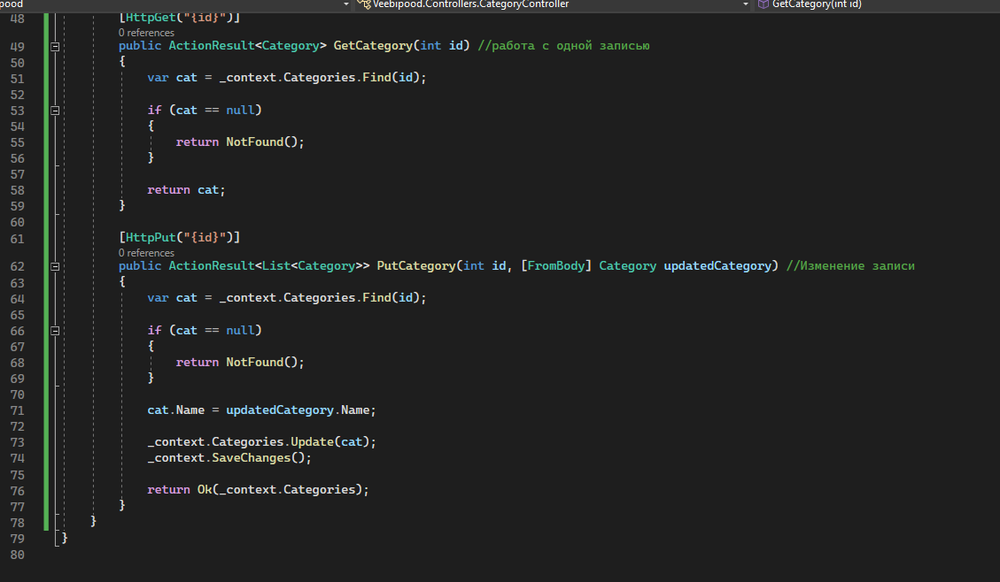 pood Veebipood.Controllers.CategoryController GetCategory(int id)
48 [HttpGet("{id}")]
0 references
49 public ActionResult<Category> GetCategory(int id) //работа с одной записью
50 {
51 var cat = _context.Categories.Find(id);
52
53 if (cat == null)
54 {
55 return NotFound();
56 }
57
58 return cat;
59 }
60
61 [HttpPut("{id}")]
0 references
62 public ActionResult<List<Category>> PutCategory(int id, [FromBody] Category updatedCategory) //Изменение записи
63 {
64 var cat = _context.Categories.Find(id);
65
66 if (cat == null)
67 {
68 return NotFound();
69 }
70
71 cat.Name = updatedCategory.Name;
72
73 _context.Categories.Update(cat);
74 _context.SaveChanges();
75
76 return Ok(_context.Categories);
77 }
78 }
79 }
80